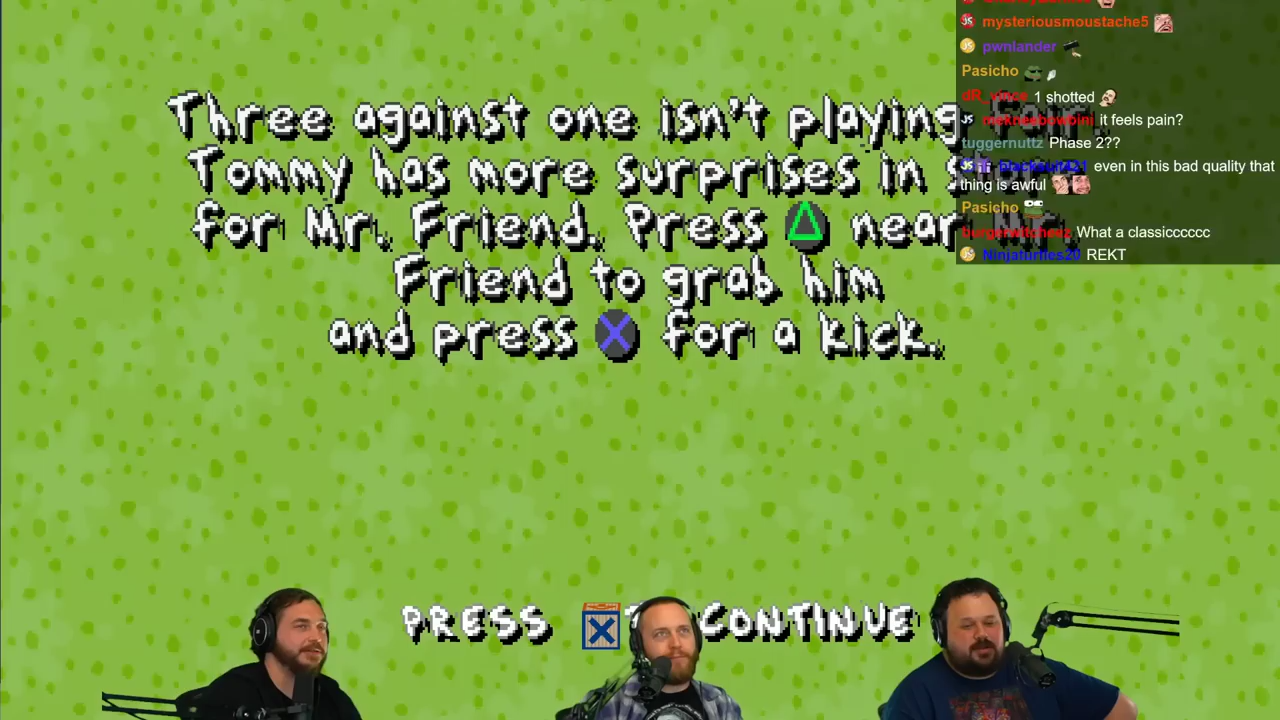 Three against one isn't playing
Tommy has more surprises in
for Mr. Friend. Press △ near
Friend to grab him
and press X for a kick.
PRESS X CONTINUE
mysteriousmoustache5
pwnlander
Pasicho
dR_vince 1 shotted
it feels pain?
tuggernuttz Phase 2??
even in this bad quality that
thing is awful
Pasicho
What a classicccccc
REKT